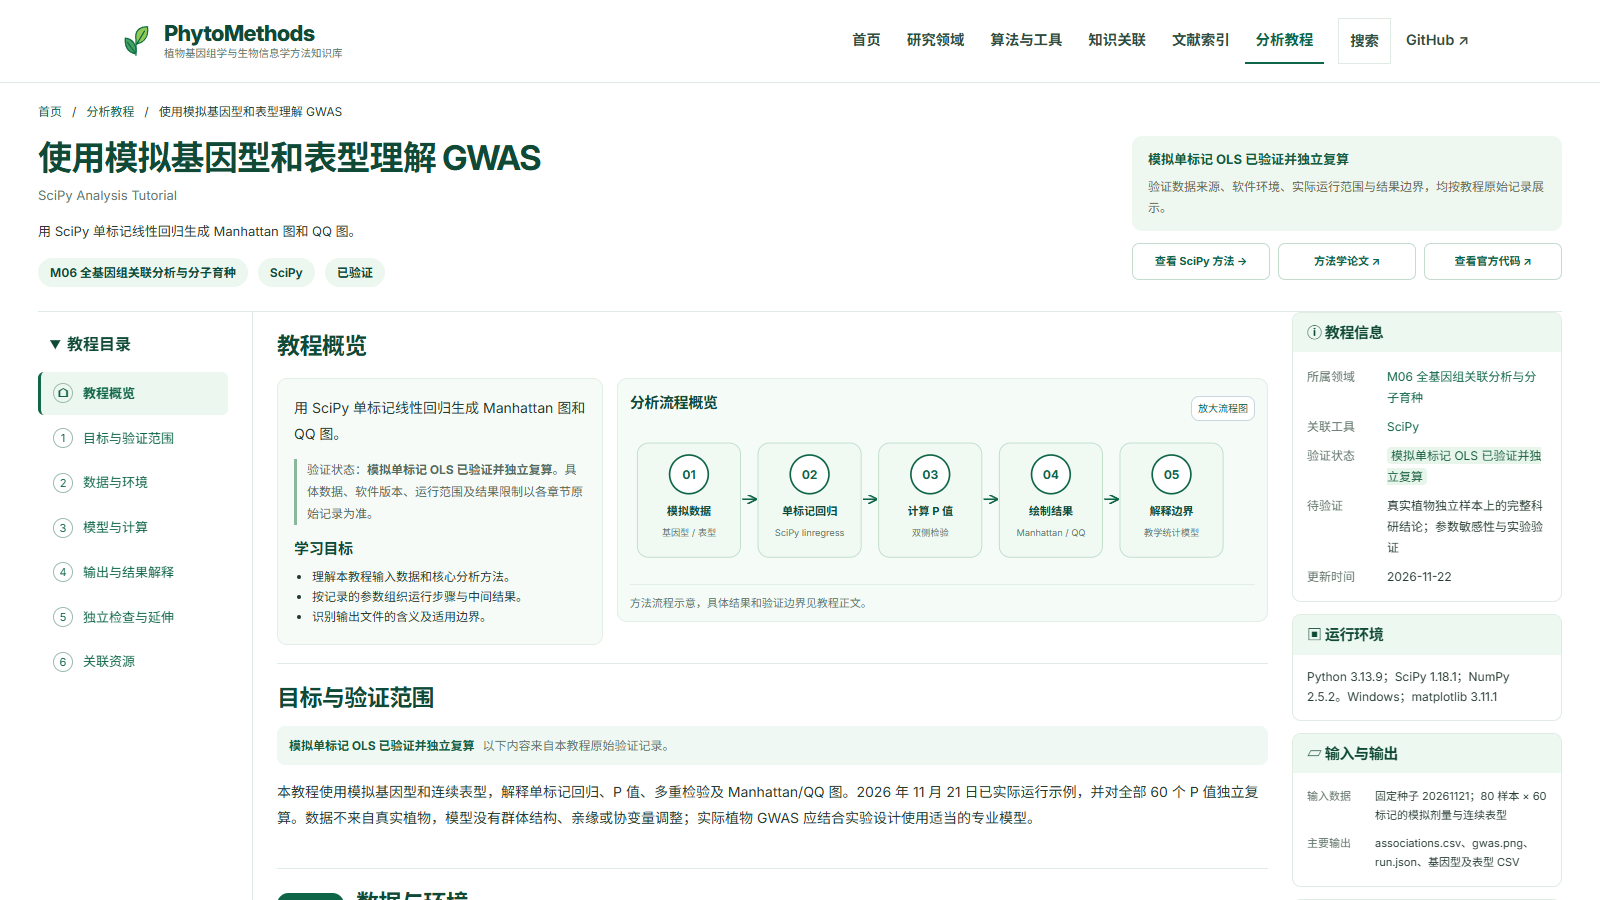 PhytoMethods
植物基因组学与生物信息学方法知识库
首页 研究领域 算法与工具 知识关联 文献索引 分析教程 搜索 GitHub ↗
首页 / 分析教程 / 使用模拟基因型和表型理解 GWAS
使用模拟基因型和表型理解 GWAS
SciPy Analysis Tutorial
用 SciPy 单标记线性回归生成 Manhattan 图和 QQ 图。
M06 全基因组关联分析与分子育种 SciPy 已验证
模拟单标记 OLS 已验证并独立复算
验证数据来源、软件环境、实际运行范围与结果边界，均按教程原始记录展
示。
查看 SciPy 方法 → 方法学论文 ↗ 查看官方代码 ↗
▼ 教程目录
教程概览
1 目标与验证范围
2 数据与环境
3 模型与计算
4 输出与结果解释
5 独立检查与延伸
6 关联资源
教程概览
用 SciPy 单标记线性回归生成 Manhattan 图和
QQ 图。
验证状态：模拟单标记 OLS 已验证并独立复算。具
体数据、软件版本、运行范围及结果限制以各章节原
始记录为准。
学习目标
• 理解本教程输入数据和核心分析方法。
• 按记录的参数组织运行步骤与中间结果。
• 识别输出文件的含义及适用边界。
分析流程概览
放大流程图
01 02 03 04 05
模拟数据 单标记回归 计算 P 值 绘制结果 解释边界
基因型 / 表型 SciPy linregress 双侧检验 Manhattan / QQ 教学统计模型
方法流程示意，具体结果和验证边界见教程正文。
目标与验证范围
模拟单标记 OLS 已验证并独立复算 以下内容来自本教程原始验证记录。
本教程使用模拟基因型和连续表型，解释单标记回归、P 值、多重检验及 Manhattan/QQ 图。2026 年 11 月 21 日已实际运行示例，并对全部 60 个 P 值独立复
算。数据不来自真实植物，模型没有群体结构、亲缘或协变量调整；实际植物 GWAS 应结合实验设计使用适当的专业模型。
数据与环境
ⓘ 教程信息
所属领域 M06 全基因组关联分析与分
子育种
关联工具 SciPy
验证状态 模拟单标记 OLS 已验证并独
立复算
待验证 真实植物独立样本上的完整科
研结论；参数敏感性与实验验
证
更新时间 2026-11-22
▣ 运行环境
Python 3.13.9；SciPy 1.18.1；NumPy
2.5.2。Windows；matplotlib 3.11.1
▱ 输入与输出
输入数据 固定种子 20261121；80 样本 × 60
标记的模拟剂量与连续表型
主要输出 associations.csv、gwas.png、
run.json、基因型及表型 CSV